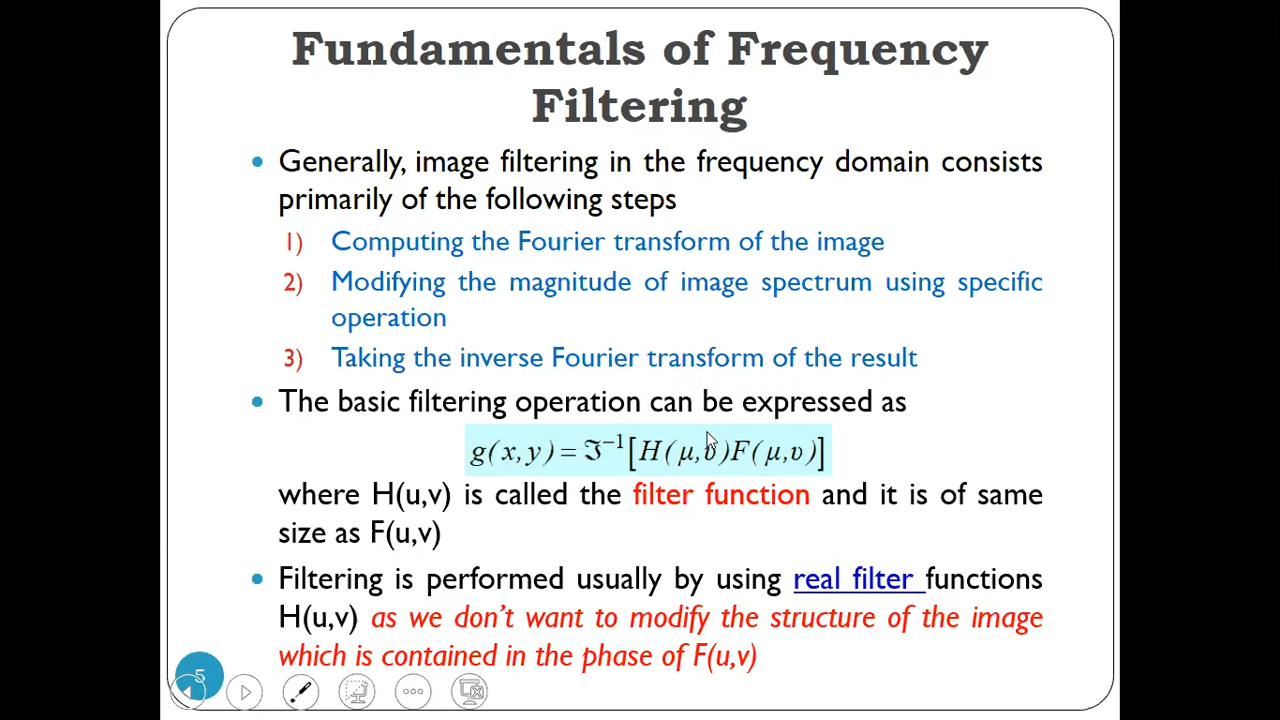 Fundamentals of Frequency
Filtering
• Generally, image filtering in the frequency domain consists
primarily of the following steps
1) Computing the Fourier transform of the image
2) Modifying the magnitude of image spectrum using specific
operation
3) Taking the inverse Fourier transform of the result
• The basic filtering operation can be expressed as
g(x,y)=ℑ⁻¹[H(μ,υ)F(μ,υ)]
where H(u,v) is called the filter function and it is of same
size as F(u,v)
• Filtering is performed usually by using real filter functions
H(u,v) as we don't want to modify the structure of the image
which is contained in the phase of F(u,v)
5